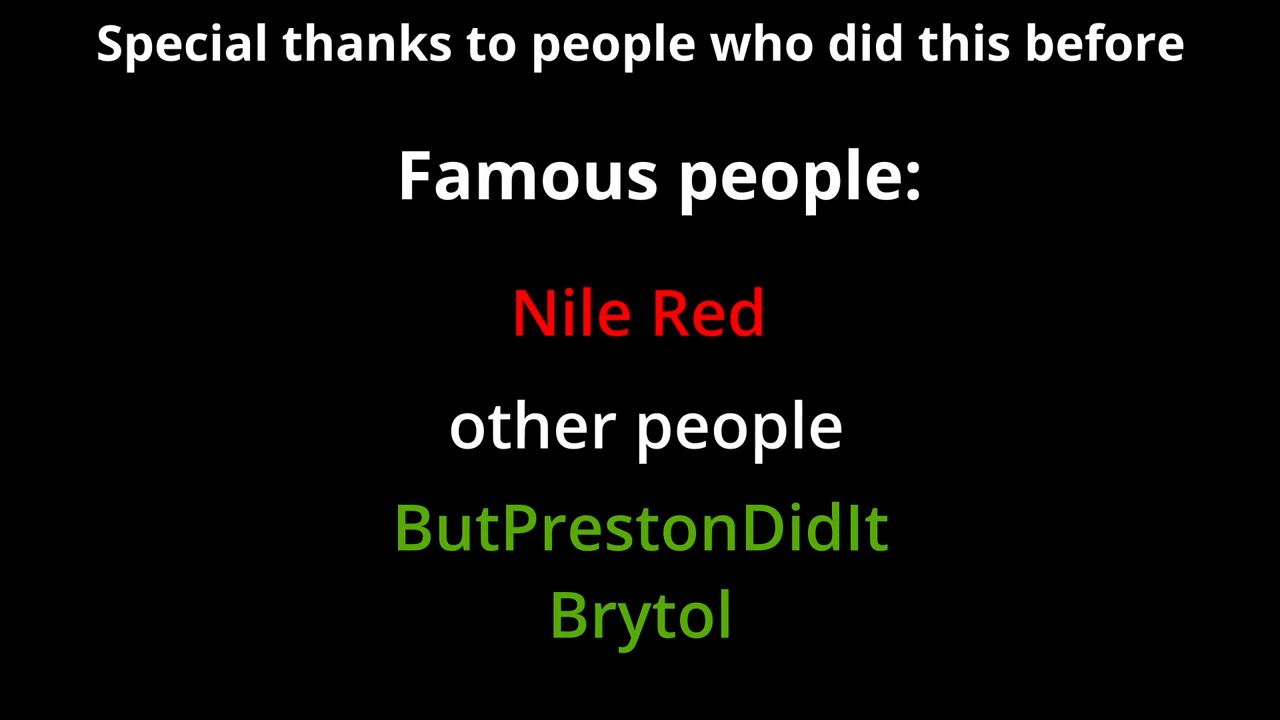 Special thanks to people who did this before
Famous people:
Nile Red
other people
ButPrestonDidIt
Brytol